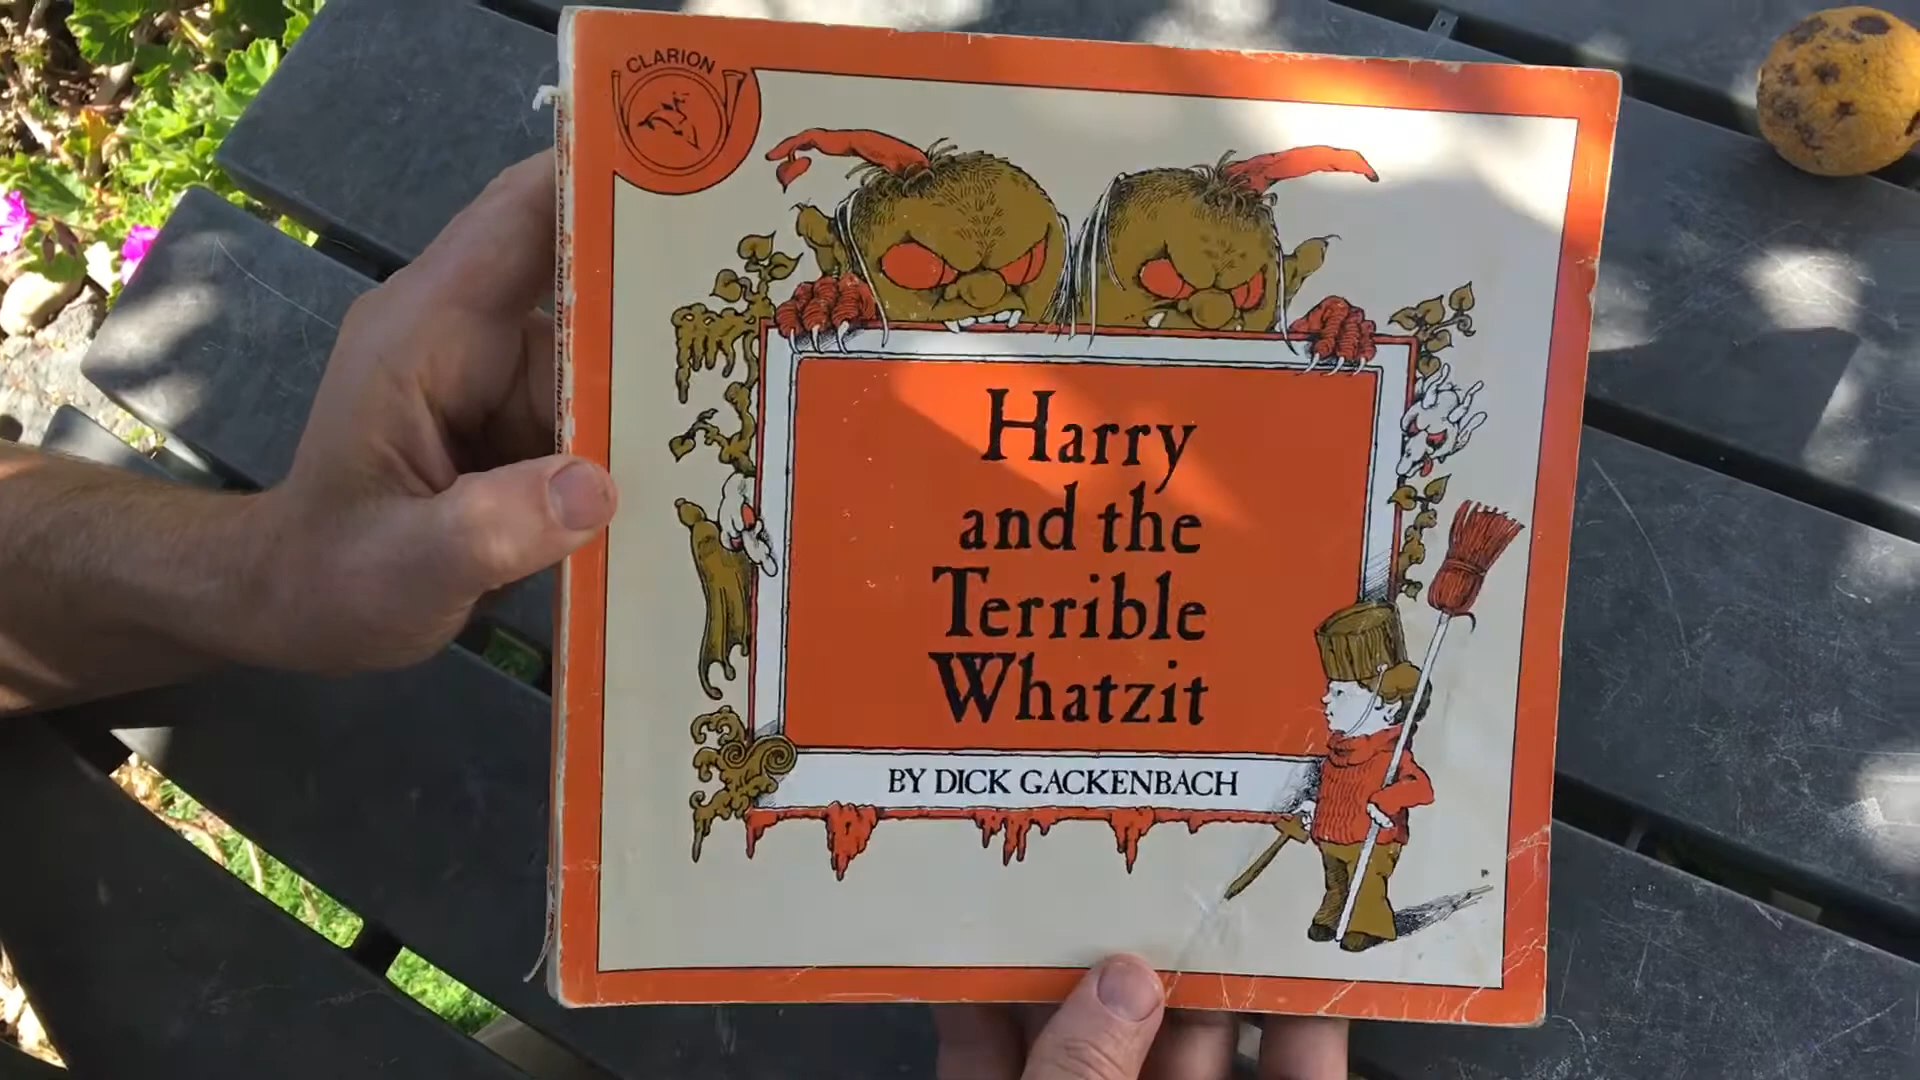 CLARION
Harry
and the
Terrible
Whatzit
BY DICK GACKENBACH